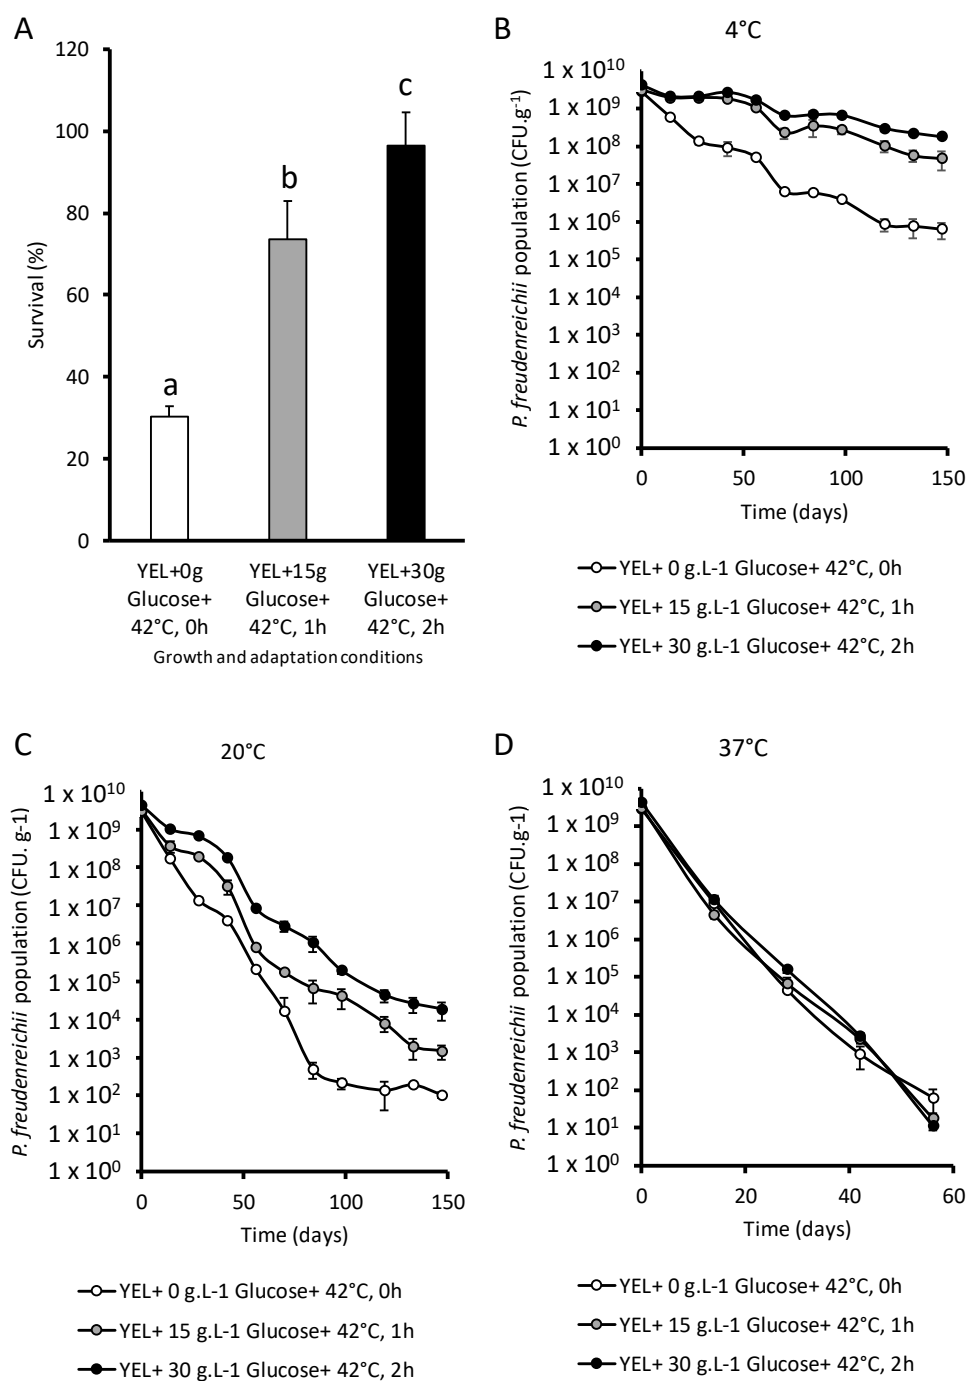 A
120
100
80
60
40
20
0
Survival (%)
a
b
c
YEL+0g Glucose+ 42°C, 0h
YEL+15g Glucose+ 42°C, 1h
YEL+30g Glucose+ 42°C, 2h
Growth and adaptation conditions
B
4°C
P. freudenreichii population (CFU.g⁻¹)
1 x 10¹⁰
1 x 10⁹
1 x 10⁸
1 x 10⁷
1 x 10⁶
1 x 10⁵
1 x 10⁴
1 x 10³
1 x 10²
1 x 10¹
1 x 10⁰
0 50 100 150
Time (days)
YEL+ 0 g.L-1 Glucose+ 42°C, 0h
YEL+ 15 g.L-1 Glucose+ 42°C, 1h
YEL+ 30 g.L-1 Glucose+ 42°C, 2h
C
20°C
P. freudenreichii population (CFU. g-1)
1 x 10¹⁰
1 x 10⁹
1 x 10⁸
1 x 10⁷
1 x 10⁶
1 x 10⁵
1 x 10⁴
1 x 10³
1 x 10²
1 x 10¹
1 x 10⁰
0 50 100 150
Time (days)
YEL+ 0 g.L-1 Glucose+ 42°C, 0h
YEL+ 15 g.L-1 Glucose+ 42°C, 1h
YEL+ 30 g.L-1 Glucose+ 42°C, 2h
D
37°C
P. freudenreichii population (CFU.g⁻¹)
1 x 10¹⁰
1 x 10⁹
1 x 10⁸
1 x 10⁷
1 x 10⁶
1 x 10⁵
1 x 10⁴
1 x 10³
1 x 10²
1 x 10¹
1 x 10⁰
0 20 40 60
Time (days)
YEL+ 0 g.L-1 Glucose+ 42°C, 0h
YEL+ 15 g.L-1 Glucose+ 42°C, 1h
YEL+ 30 g.L-1 Glucose+ 42°C, 2h